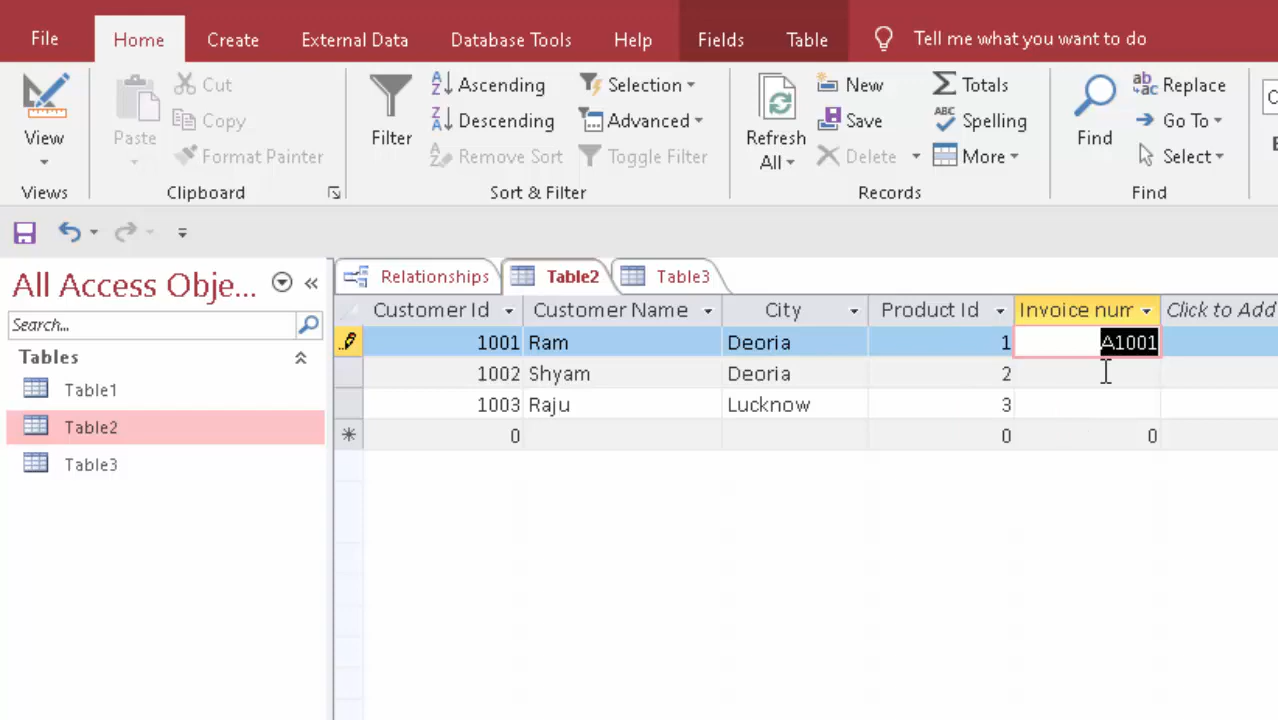 File Home Create External Data Database Tools Help Fields Table Tell me what you want to do
View
Views
Paste
Cut
Copy
Format Painter
Clipboard
Filter
Ascending
Descending
Remove Sort
Selection
Advanced
Toggle Filter
Sort & Filter
Refresh
All
New
Save
Delete
Totals
Spelling
More
Records
Find
Replace
Go To
Select
Find
All Access Obje...
Search...
Tables
Table1
Table2
Table3
Relationships Table2 Table3
Customer Id Customer Name City Product Id Invoice num Click to Add
1001 Ram Deoria 1 A1001
1002 Shyam Deoria 2
1003 Raju Lucknow 3
0 0 0